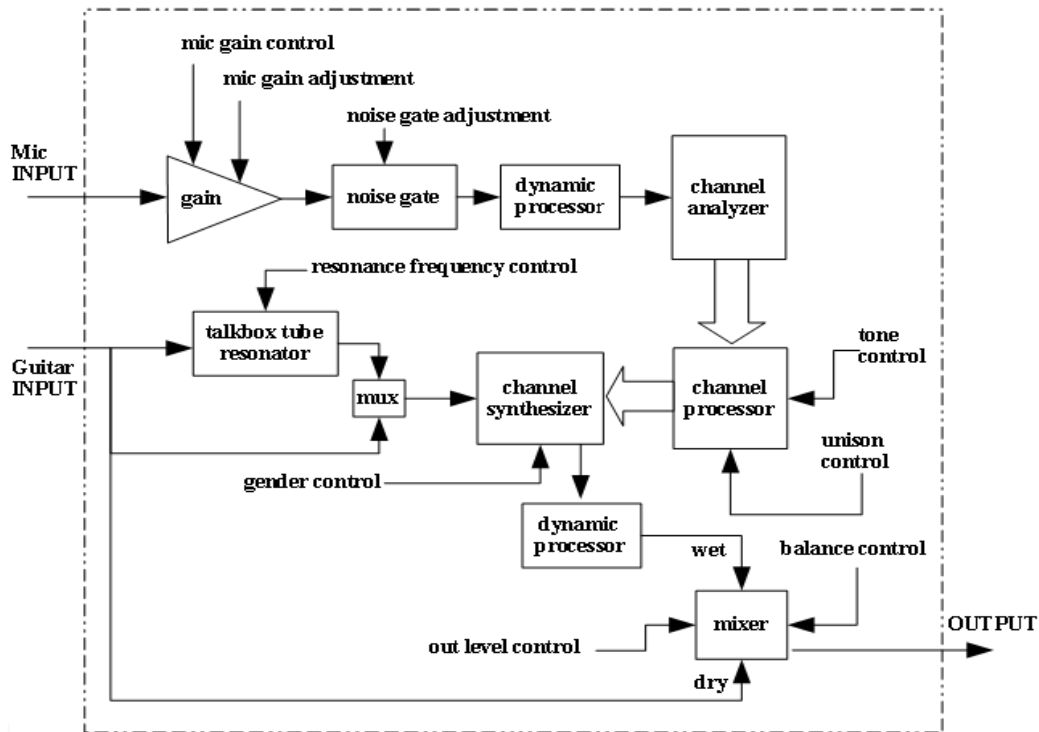 mic gain control
mic gain adjustment
noise gate adjustment
Mic
INPUT
gain
noise gate
dynamic
processor
channel
analyzer
resonance frequency control
talkbox tube
resonator
Guitar
INPUT
mux
channel
synthesizer
channel
processor
tone
control
unison
control
gender control
dynamic
processor
wet
balance control
mixer
OUTPUT
out level control
dry